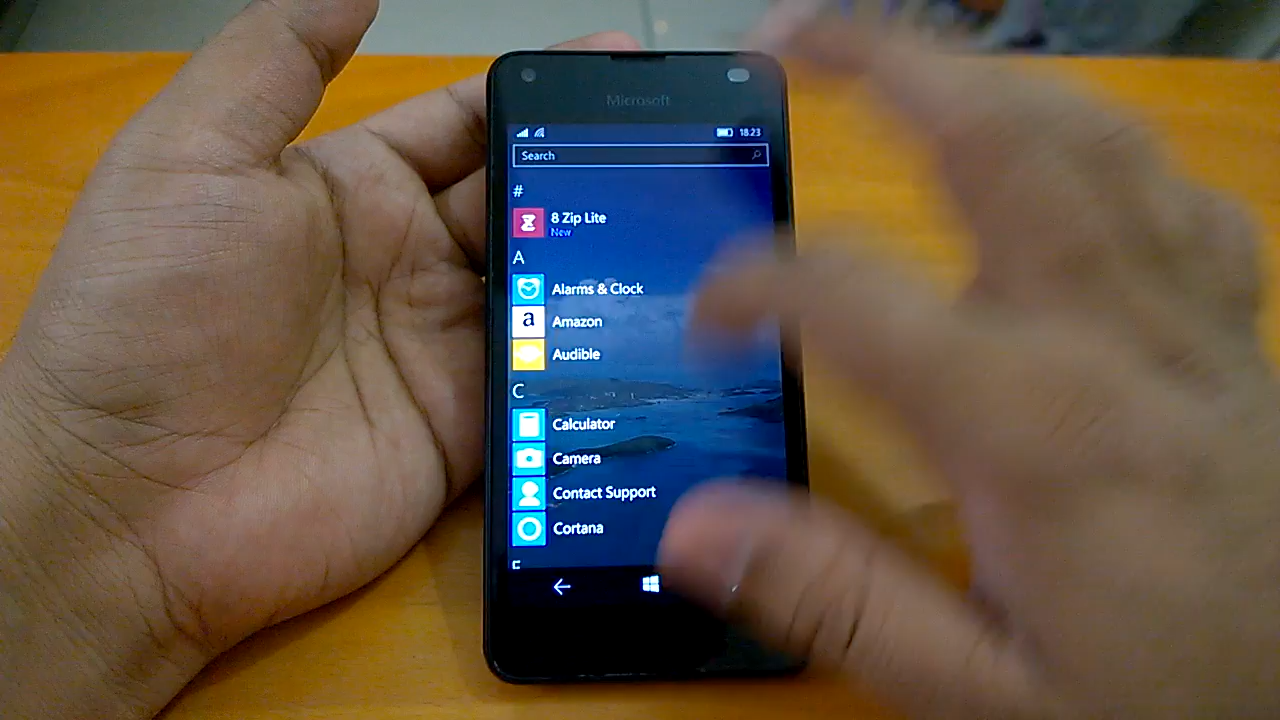 Microsoft
18:23
Search
#
8 Zip Lite
New
A
Alarms & Clock
a
Amazon
Audible
C
Calculator
Camera
Contact Support
Cortana